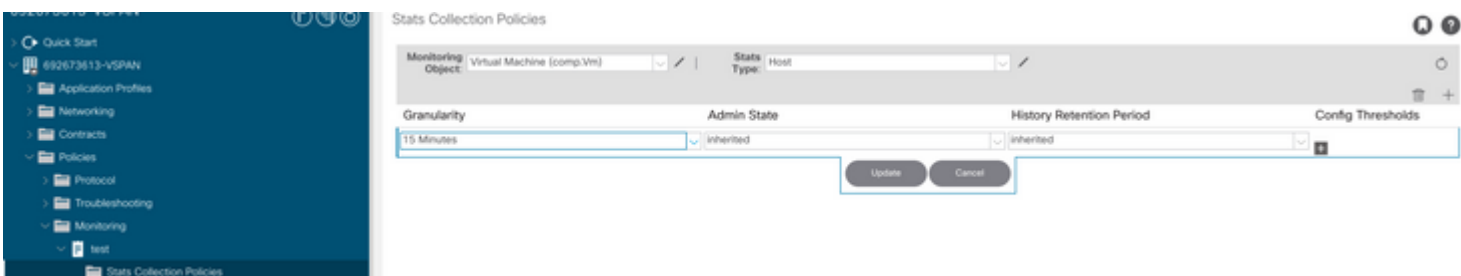 692673613-VSPAN
Stats Collection Policies
Quick Start
692673613-VSPAN
Application Profiles
Networking
Contracts
Policies
Protocol
Troubleshooting
Monitoring
test
Stats Collection Policies
Monitoring Object: Virtual Machine (comp.Vm) Stats Type: Host
Granularity Admin State History Retention Period Config Thresholds
15 Minutes inherited inherited
Update Cancel